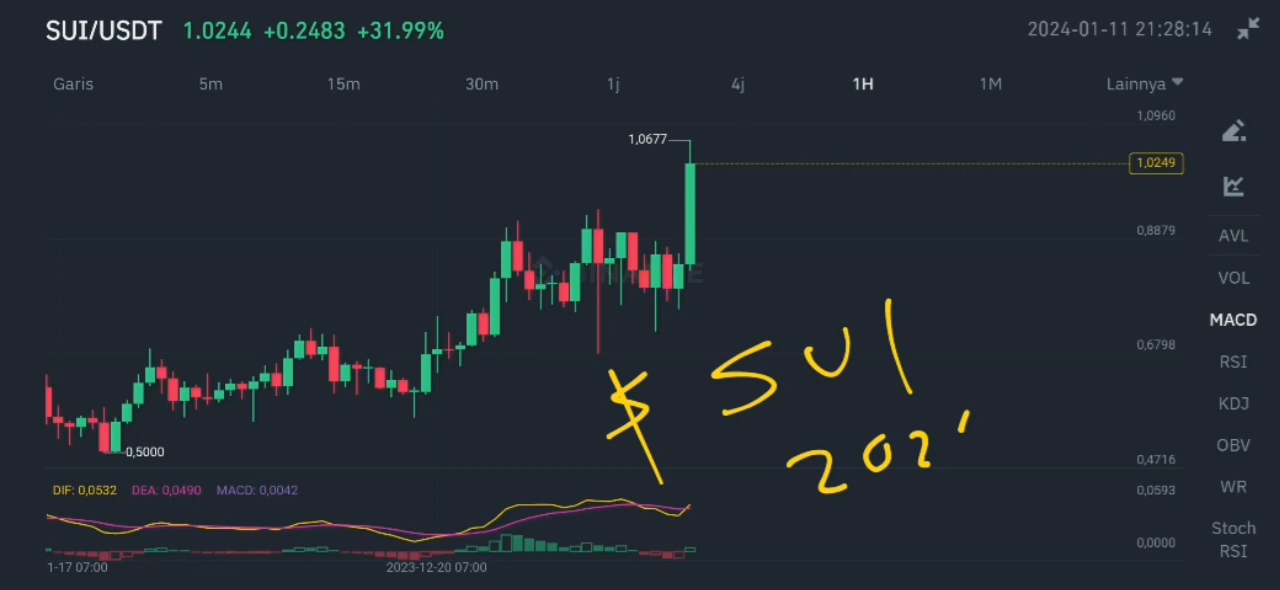 SUI/USDT 1.0244 +0.2483 +31.99% 2024-01-11 21:28:14
Garis 5m 15m 30m 1j 4j 1H 1M Lainnya
1,0960
1,0677
1,0249
0,8879
BINANCE
0,6798
0,5000
0,4716
$ SUI
202'
AVL
VOL
MACD
RSI
KDJ
OBV
WR
Stoch
RSI
DIF: 0,0532 DEA: 0,0490 MACD: 0,0042 0,0593
0,0000
1-17 07:00 2023-12-20 07:00